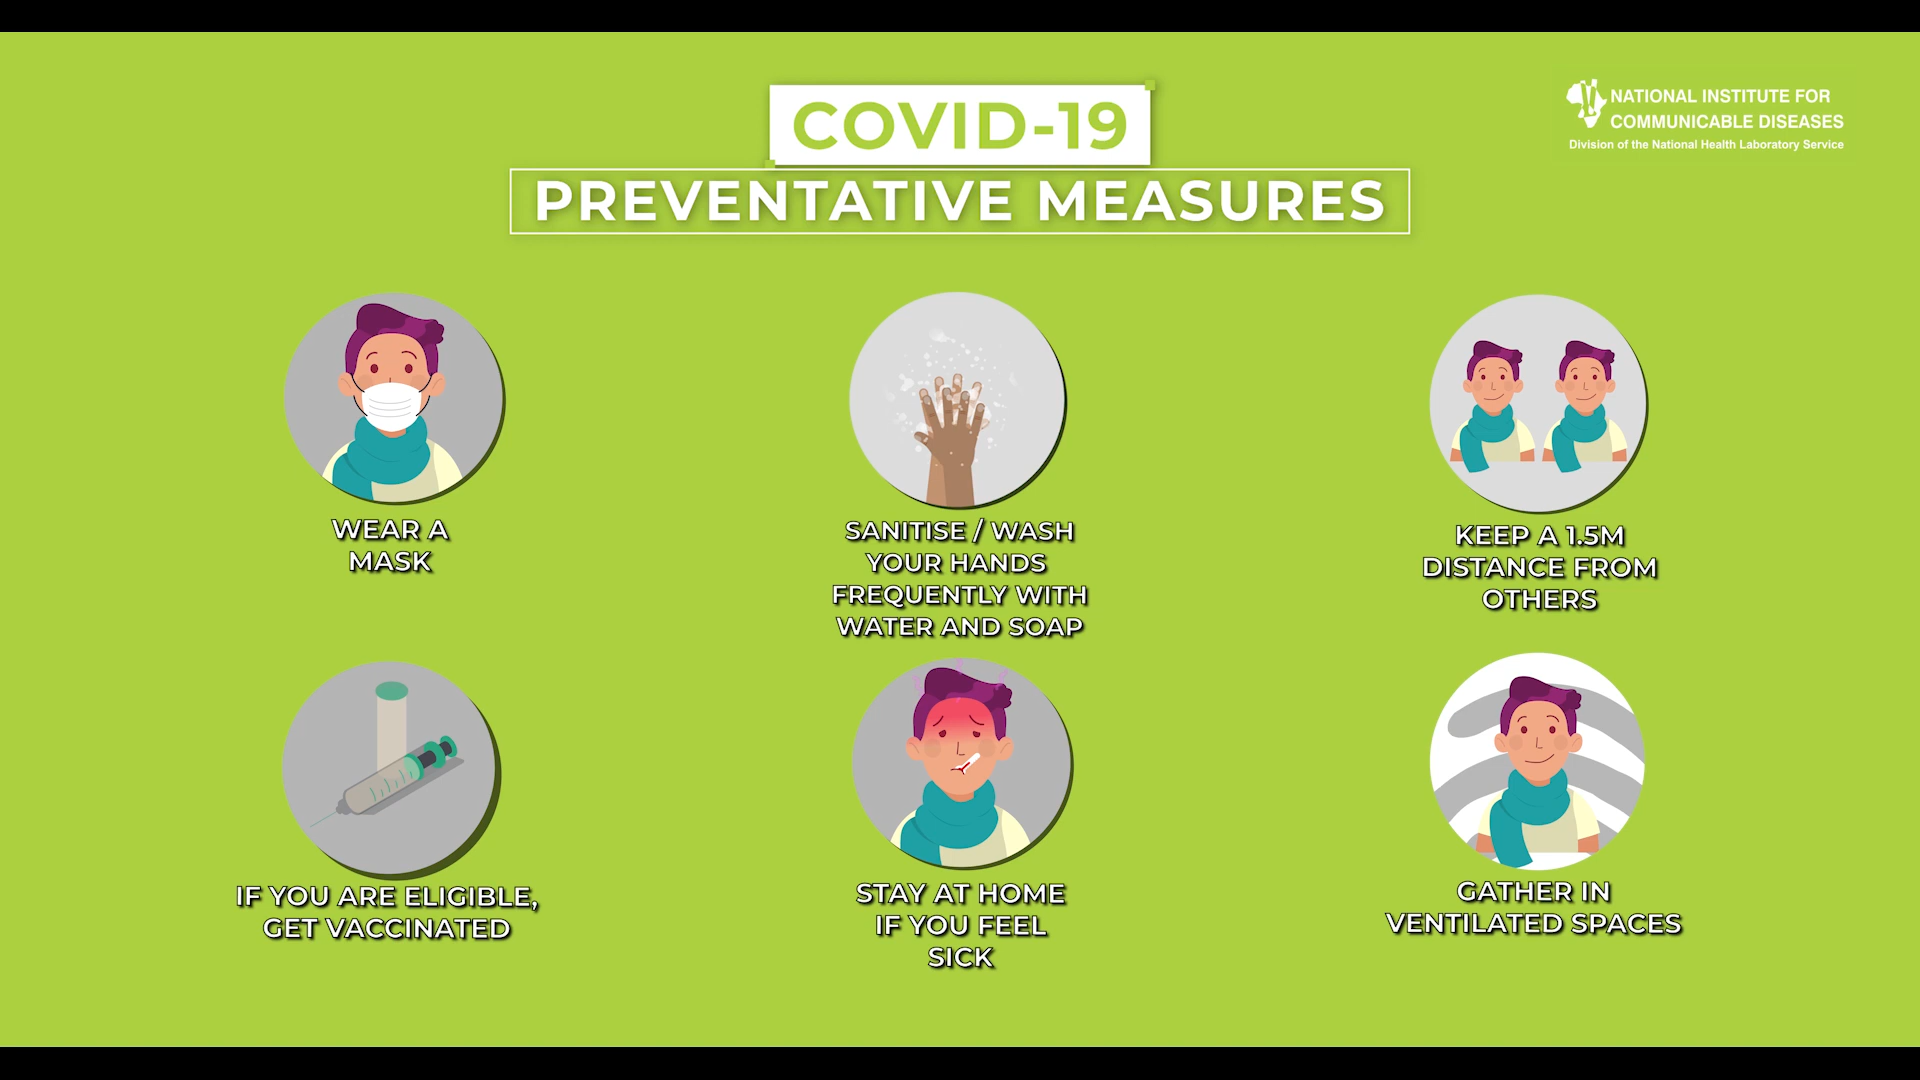 COVID-19
PREVENTATIVE MEASURES
NATIONAL INSTITUTE FOR
COMMUNICABLE DISEASES
Division of the National Health Laboratory Service
WEAR A
MASK
SANITISE / WASH
YOUR HANDS
FREQUENTLY WITH
WATER AND SOAP
KEEP A 1.5M
DISTANCE FROM
OTHERS
IF YOU ARE ELIGIBLE,
GET VACCINATED
STAY AT HOME
IF YOU FEEL
SICK
GATHER IN
VENTILATED SPACES